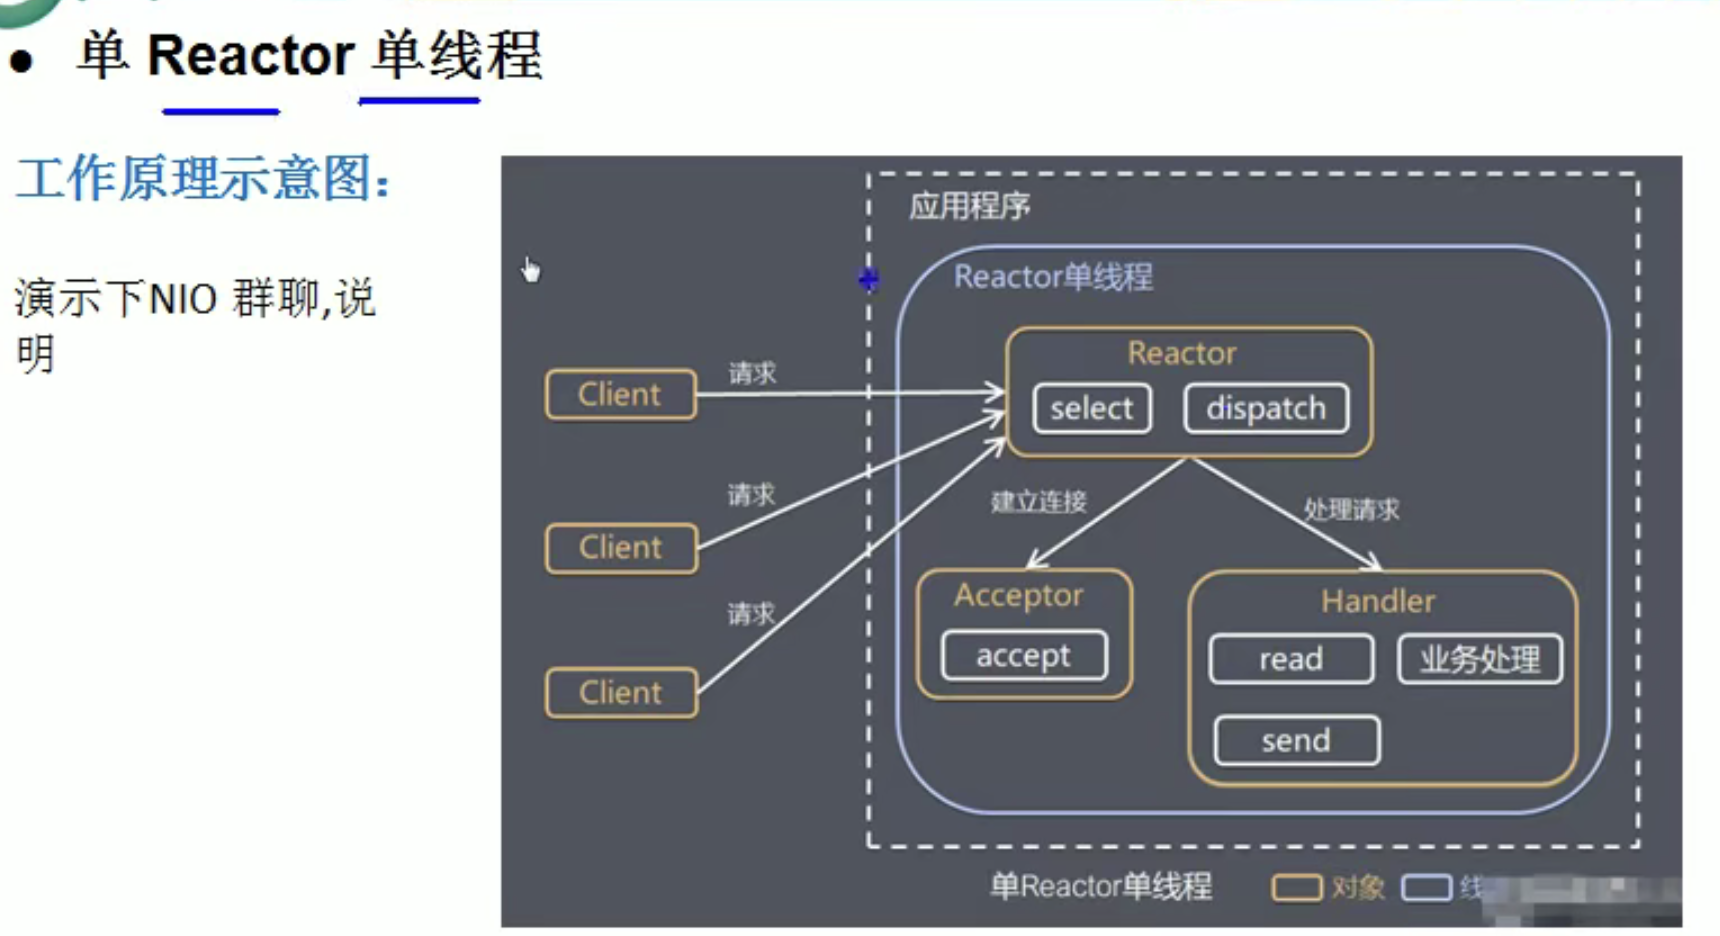 ● 单 Reactor 单线程
工作原理示意图：
演示下NIO 群聊,说
明
应用程序
Reactor单线程
Reactor
select
dispatch
Client
请求
Client
请求
Client
请求
建立连接
处理请求
Acceptor
accept
Handler
read
业务处理
send
单Reactor单线程
对象
线